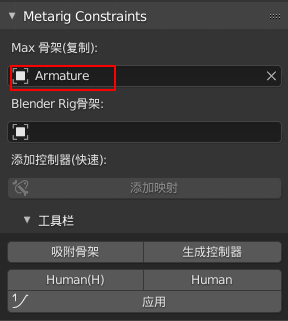 Metarig Constraints
Max 骨架(复制):
Armature
Blender Rig骨架:
添加控制器(快速):
添加映射
工具栏
吸附骨架 生成控制器
Human(H) Human
应用